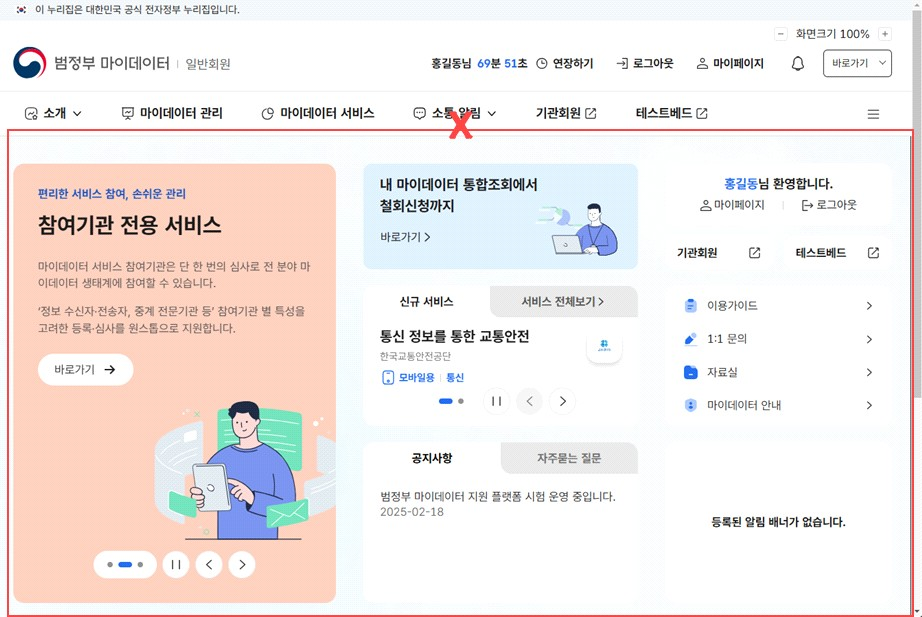 이 누리집은 대한민국 공식 전자정부 누리집입니다.
화면크기 100%
범정부 마이데이터 일반회원
홍길동님 69분 51초 연장하기 로그아웃 마이페이지 바로가기
소개 마이데이터 관리 마이데이터 서비스 소통 알림 기관회원 테스트베드
X
편리한 서비스 참여, 손쉬운 관리
참여기관 전용 서비스
마이데이터 서비스 참여기관은 단 한 번의 심사로 전 분야 마
이데이터 생태계에 참여할 수 있습니다.
‘정보 수신자·전송자, 중계 전문기관 등’ 참여기관 별 특성을
고려한 등록·심사를 원스톱으로 지원합니다.
바로가기
내 마이데이터 통합조회에서
철회신청까지
바로가기
신규 서비스 서비스 전체보기
통신 정보를 통한 교통안전
한국교통안전공단
모바일용 통신
공지사항 자주묻는 질문
범정부 마이데이터 지원 플랫폼 시험 운영 중입니다.
2025-02-18
홍길동님 환영합니다.
마이페이지 로그아웃
기관회원 테스트베드
이용가이드
1:1 문의
자료실
마이데이터 안내
등록된 알림 배너가 없습니다.